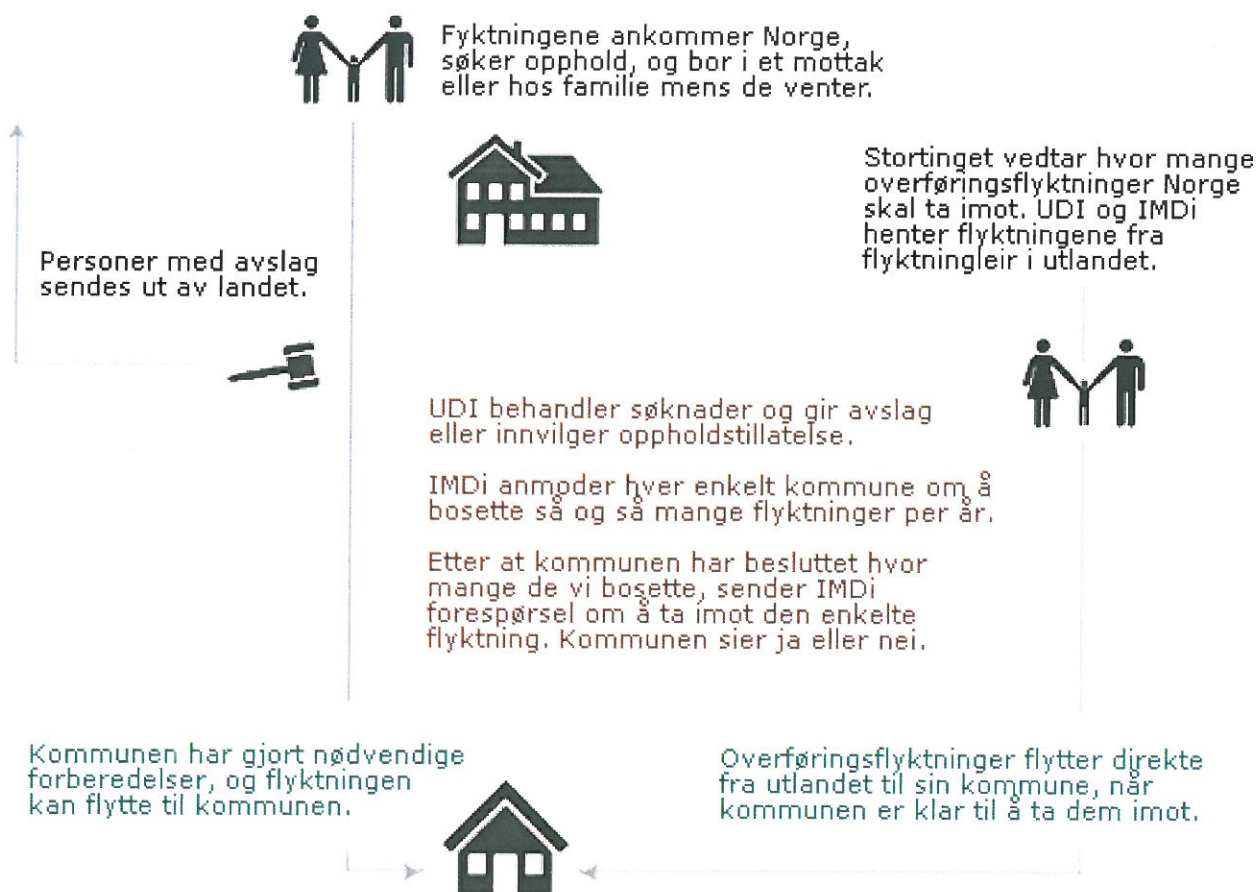 Fyktningene ankommer Norge,
søker opphold, og bor i et mottak
eller hos familie mens de venter.
Stortinget vedtar hvor mange
overføringsflyktninger Norge
skal ta imot. UDI og IMDi
henter flyktningene fra
flyktningleir i utlandet.
Personer med avslag
sendes ut av landet.
UDI behandler søknader og gir avslag
eller innvilger oppholdstillatelse.
IMDi anmoder hver enkelt kommune om å
bosette så og så mange flyktninger per år.
Etter at kommunen har besluttet hvor
mange de vi bosette, sender IMDi
forespørsel om å ta imot den enkelte
flyktning. Kommunen sier ja eller nei.
Kommunen har gjort nødvendige
forberedelser, og flyktningen
kan flytte til kommunen.
Overføringsflyktninger flytter direkte
fra utlandet til sin kommune, når
kommunen er klar til å ta dem imot.